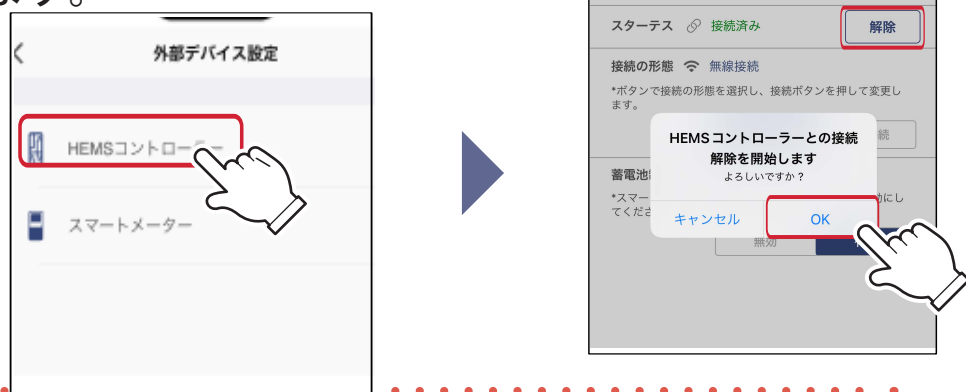 ます。
外部デバイス設定
HEMSコントローラー
スマートメーター
スターテス 接続済み 解除
接続の形態 無線接続
*ボタンで接続の形態を選択し、接続ボタンを押して変更し
ます。
続
HEMSコントローラーとの接続
解除を開始します
よろしいですか?
蓄電池
*スマー
効にし
てくださ
キャンセル OK
無効